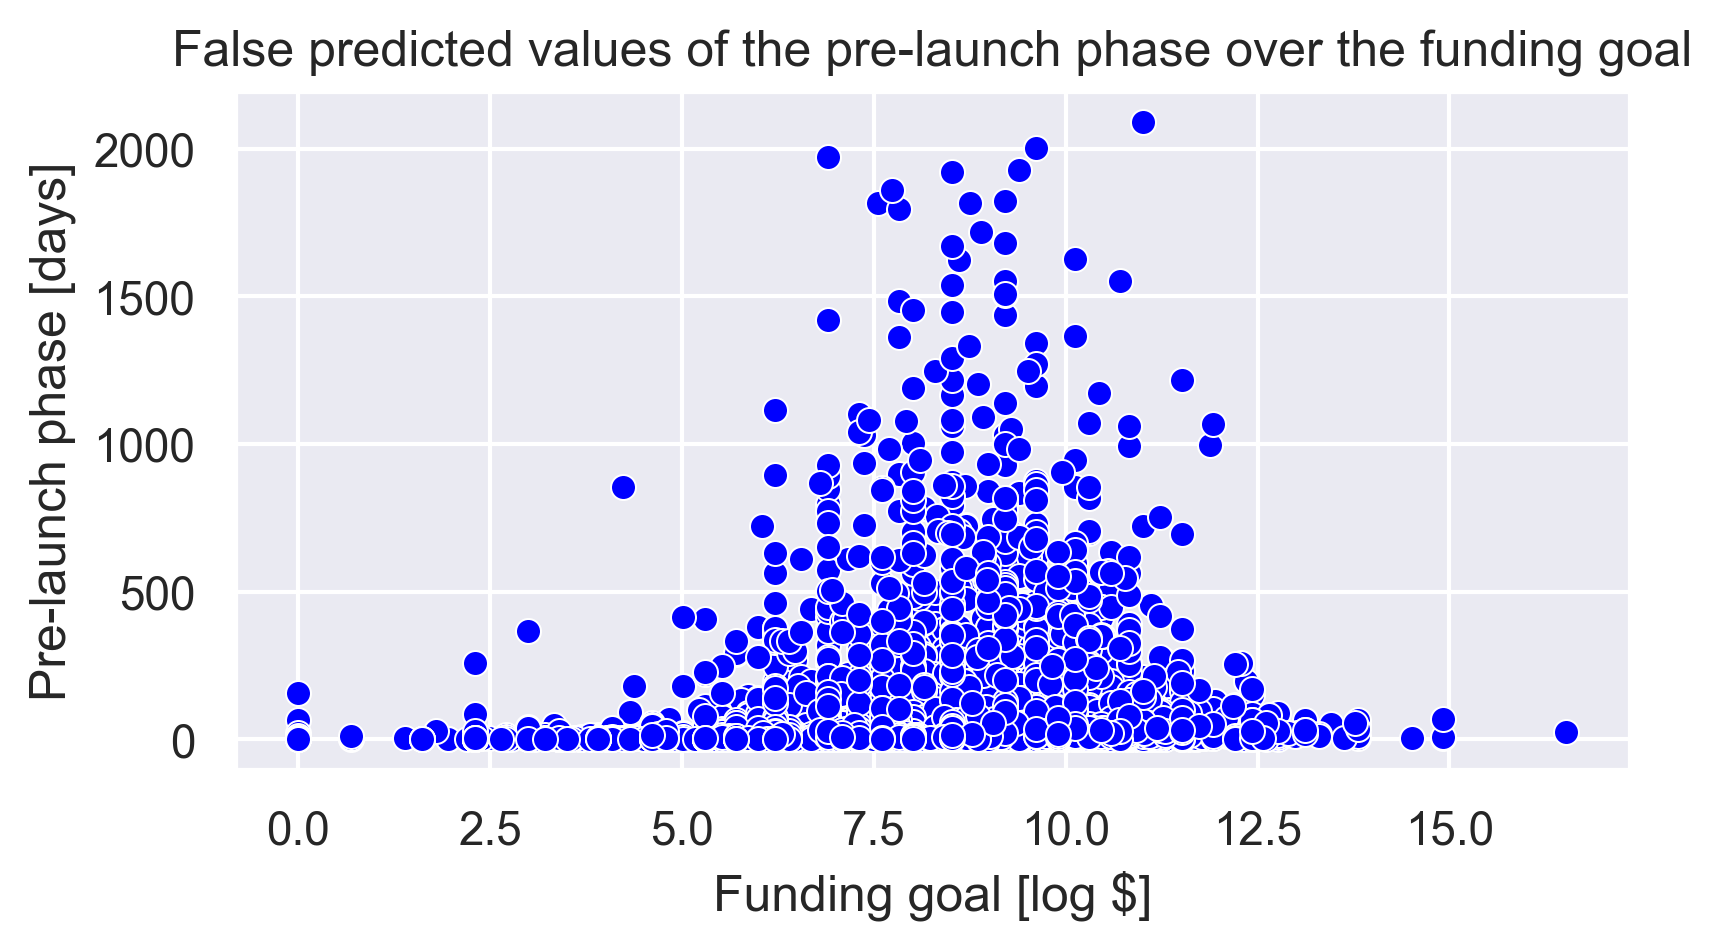 False predicted values of the pre-launch phase over the funding goal
Pre-launch phase [days]
2000
1500
1000
500
0
0.0 2.5 5.0 7.5 10.0 12.5 15.0
Funding goal [log $]